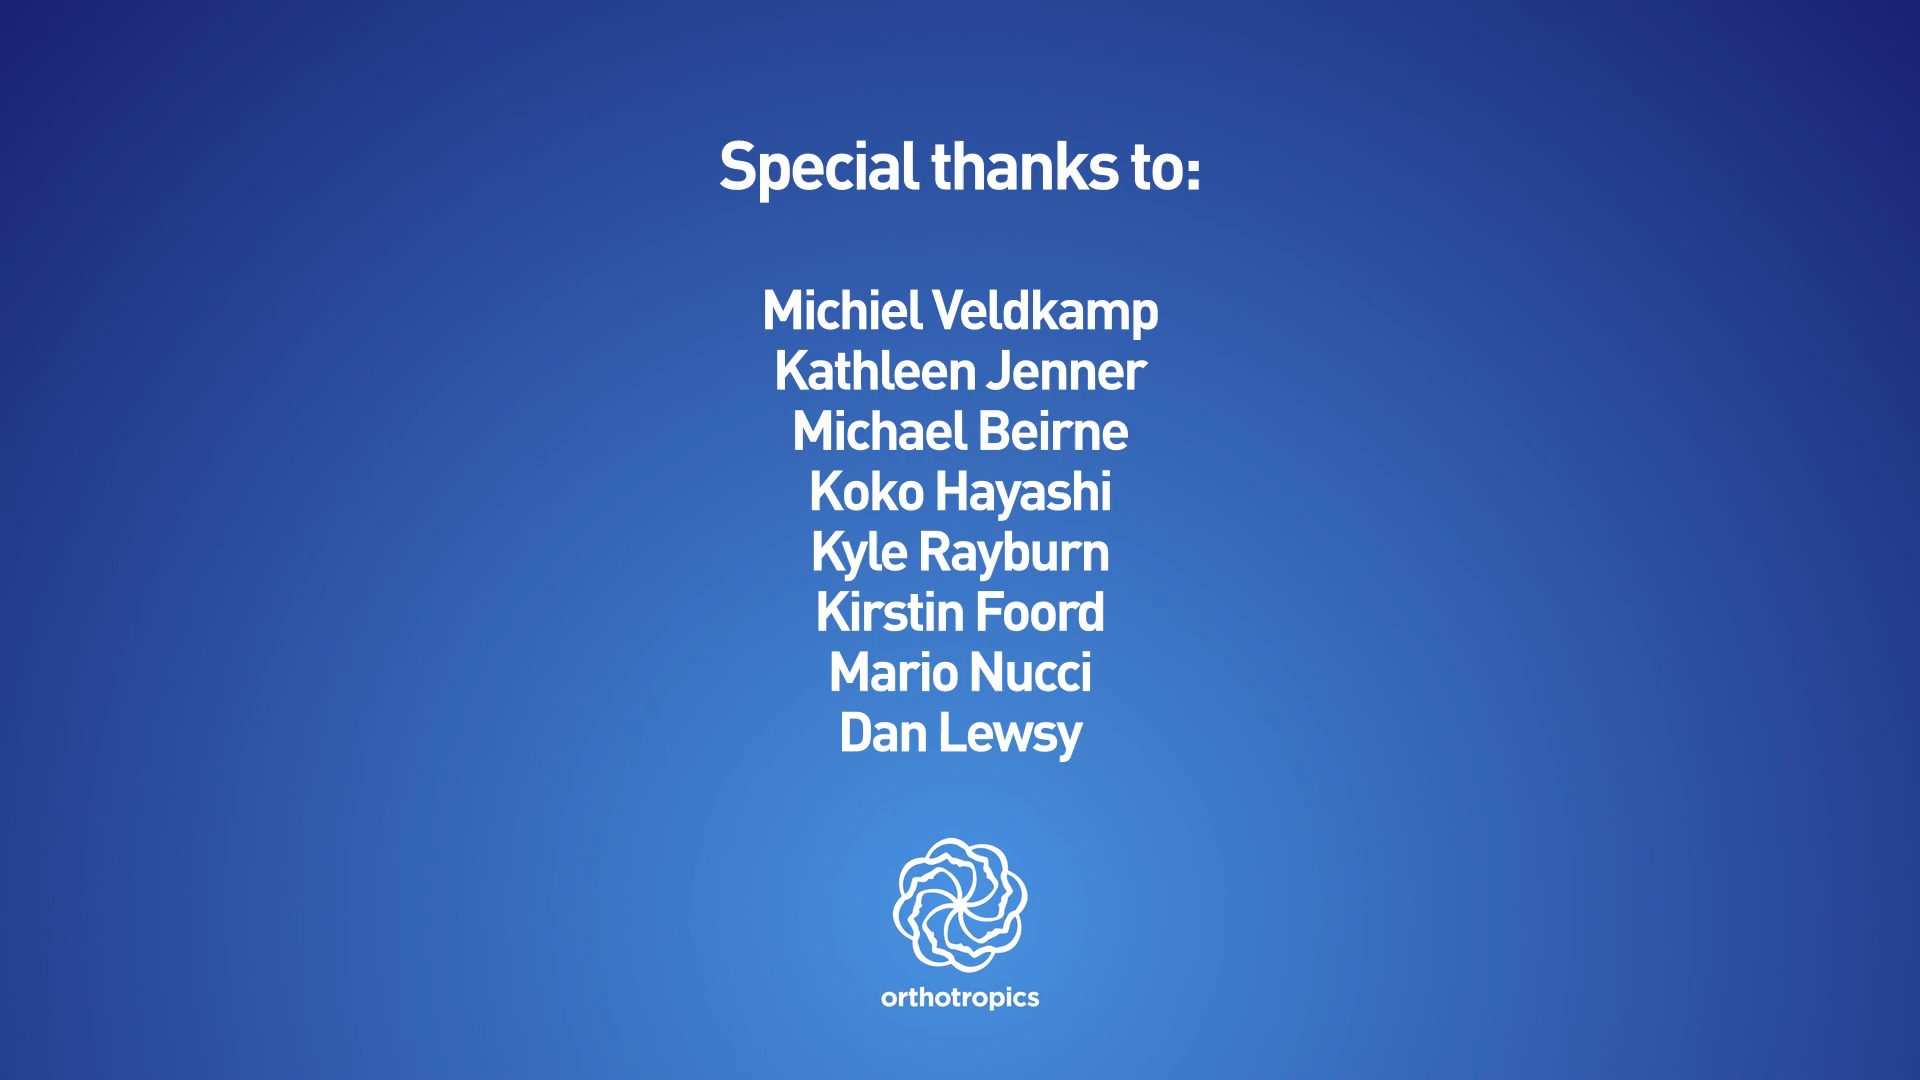 Special thanks to:
Michiel Veldkamp
Kathleen Jenner
Michael Beirne
Koko Hayashi
Kyle Rayburn
Kirstin Foord
Mario Nucci
Dan Lewsy
orthotropics